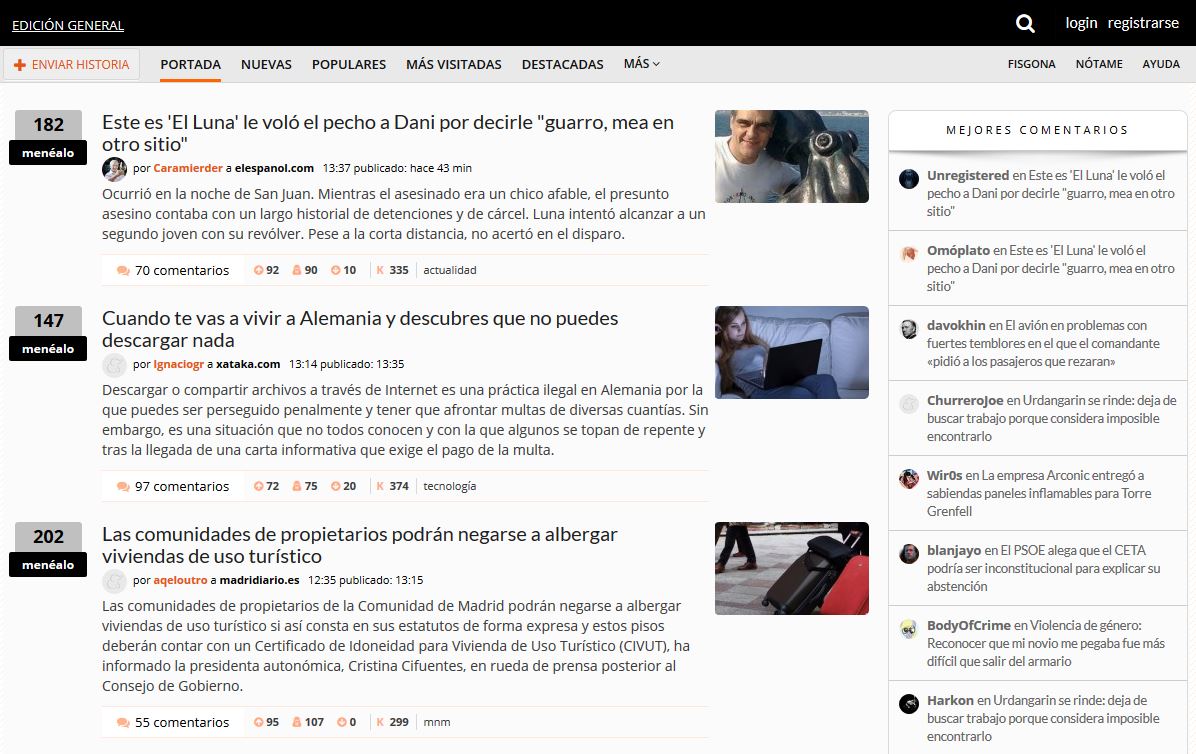 EDICIÓN GENERAL
login registrarse
ENVIAR HISTORIA PORTADA NUEVAS POPULARES MÁS VISITADAS DESTACADAS MÁS FISGONA NÓTAME AYUDA
182
menéalo
Este es 'El Luna' le voló el pecho a Dani por decirle "guarro, mea en
otro sitio"
por Caramierder a elespanol.com 13:37 publicado: hace 43 min
Ocurrió en la noche de San Juan. Mientras el asesinado era un chico afable, el presunto
asesino contaba con un largo historial de detenciones y de cárcel. Luna intentó alcanzar a un
segundo joven con su revólver. Pese a la corta distancia, no acertó en el disparo.
70 comentarios 92 90 10 K 335 actualidad
147
menéalo
Cuando te vas a vivir a Alemania y descubres que no puedes
descargar nada
por Ignaciogr a xataka.com 13:14 publicado: 13:35
Descargar o compartir archivos a través de Internet es una práctica ilegal en Alemania por la
que puedes ser perseguido penalmente y tener que afrontar multas de diversas cuantías. Sin
embargo, es una situación que no todos conocen y con la que algunos se topan de repente y
tras la llegada de una carta informativa que exige el pago de la multa.
97 comentarios 72 75 20 K 374 tecnología
202
menéalo
Las comunidades de propietarios podrán negarse a albergar
viviendas de uso turístico
por aqeloutro a madridiario.es 12:35 publicado: 13:15
Las comunidades de propietarios de la Comunidad de Madrid podrán negarse a albergar
viviendas de uso turístico si así consta en sus estatutos de forma expresa y estos pisos
deberán contar con un Certificado de Idoneidad para Vivienda de Uso Turístico (CIVUT), ha
informado la presidenta autonómica, Cristina Cifuentes, en rueda de prensa posterior al
Consejo de Gobierno.
55 comentarios 95 107 0 K 299 mnm
MEJORES COMENTARIOS
Unregistered en Este es 'El Luna' le voló el
pecho a Dani por decirle "guarro, mea en otro
sitio"
Omóplato en Este es 'El Luna' le voló el
pecho a Dani por decirle "guarro, mea en otro
sitio"
davokhin en El avión en problemas con
fuertes temblores en el que el comandante
«pidió a los pasajeros que rezaran»
ChurreroJoe en Urdangarin se rinde: deja de
buscar trabajo porque considera imposible
encontrarlo
Wir0s en La empresa Arconic entregó a
sabiendas paneles inflamables para Torre
Grenfell
blanjayo en El PSOE alega que el CETA
podría ser inconstitucional para explicar su
abstención
BodyOfCrime en Violencia de género:
Reconocer que mi novio me pegaba fue más
difícil que salir del armario
Harkon en Urdangarin se rinde: deja de
buscar trabajo porque considera imposible
encontrarlo